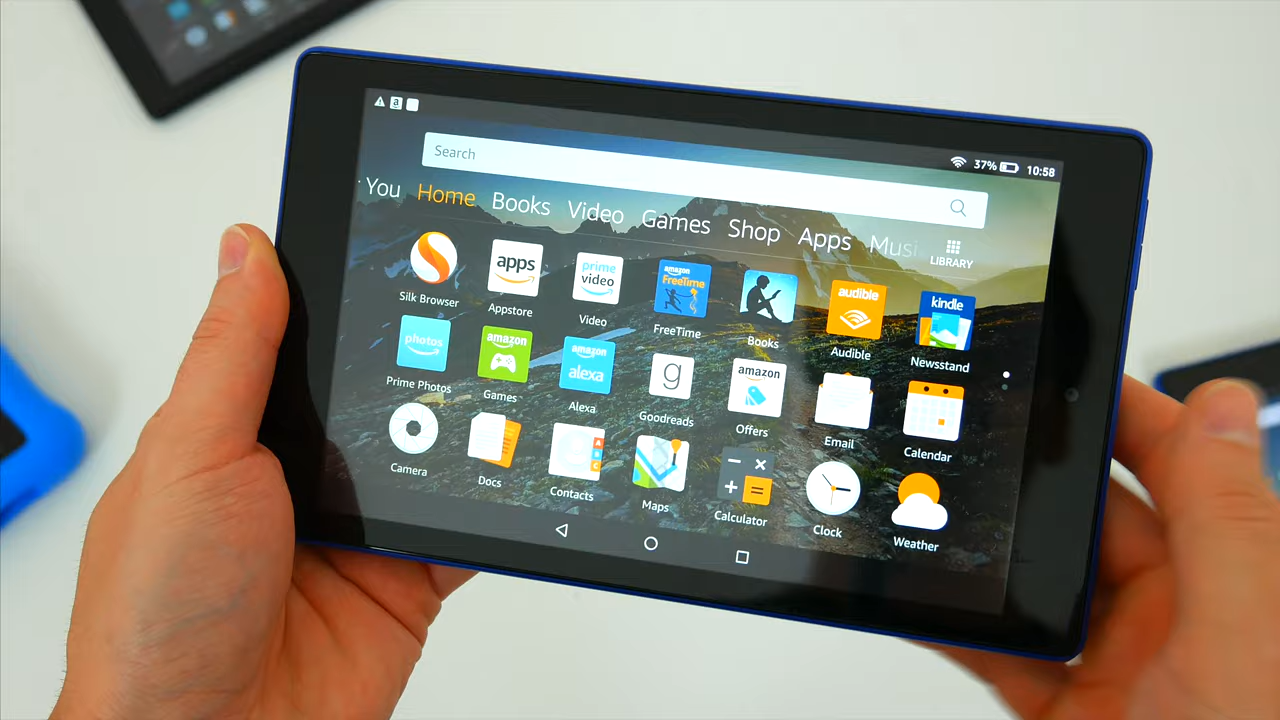 37% 10:58
Search
You Home Books Video Games Shop Apps Musi LIBRARY
apps prime video amazon FreeTime audible kindle
Silk Browser Appstore Video FreeTime Books Audible Newsstand
photos amazon amazon alexa g amazon
Prime Photos Games Alexa Goodreads Offers Email Calendar
A
B
C
Camera Docs Contacts Maps Calculator Clock Weather